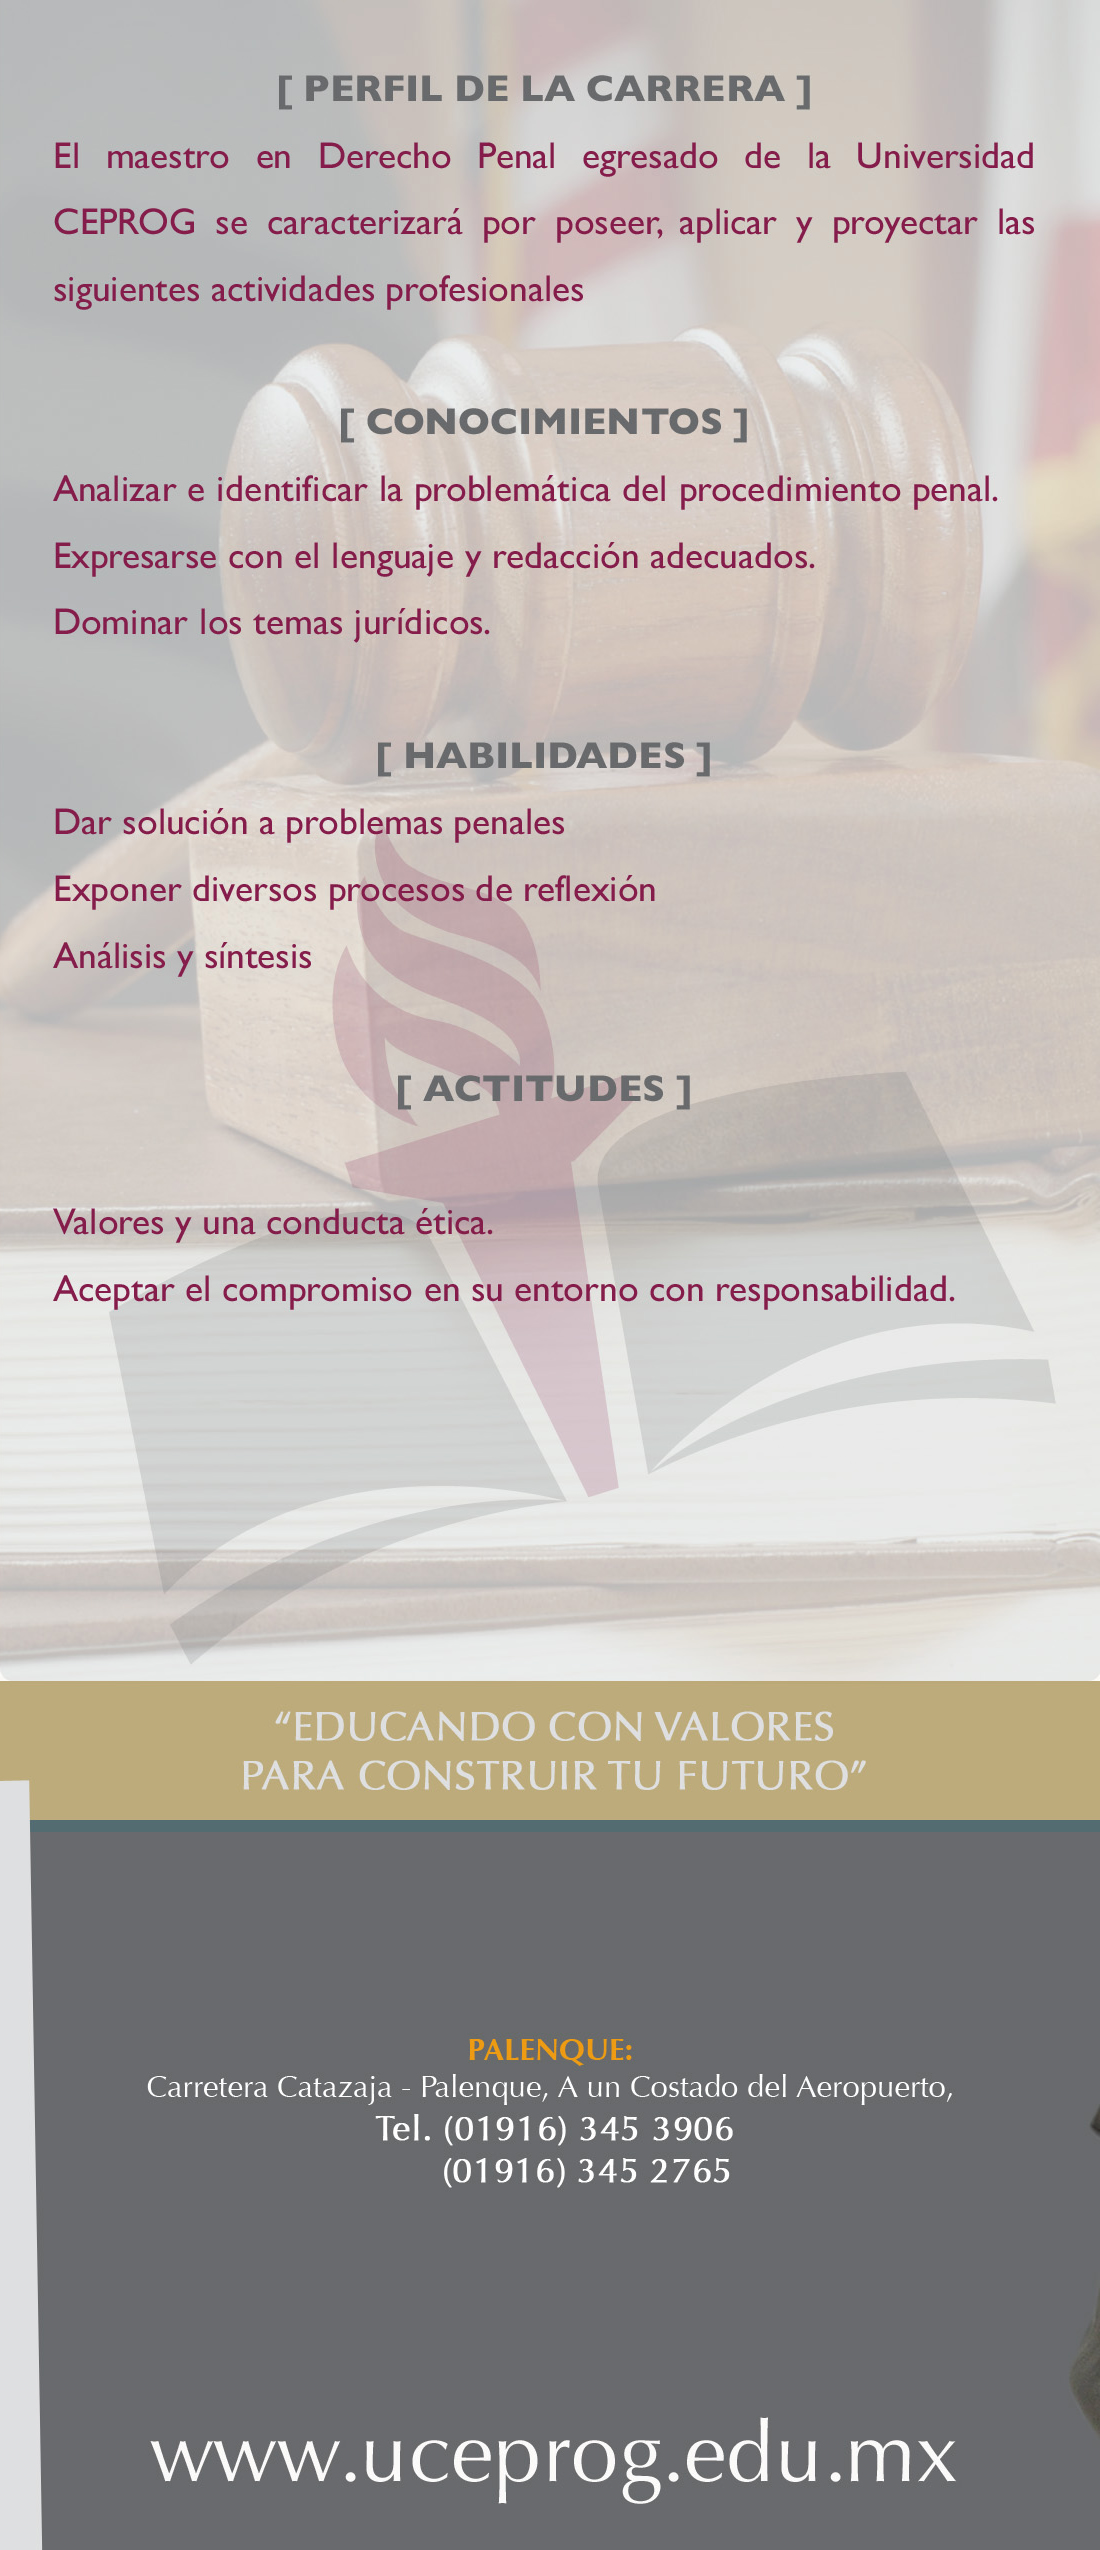 [ PERFIL DE LA CARRERA ]
El maestro en Derecho Penal egresado de la Universidad
CEPROG se caracterizará por poseer, aplicar y proyectar las
siguientes actividades profesionales
[ CONOCIMIENTOS ]
Analizar e identificar la problemática del procedimiento penal.
Expresarse con el lenguaje y redacción adecuados.
Dominar los temas jurídicos.
[ HABILIDADES ]
Dar solución a problemas penales
Exponer diversos procesos de reflexión
Análisis y síntesis
[ ACTITUDES ]
Valores y una conducta ética.
Aceptar el compromiso en su entorno con responsabilidad.
“EDUCANDO CON VALORES
PARA CONSTRUIR TU FUTURO”
PALENQUE:
Carretera Catazaja - Palenque, A un Costado del Aeropuerto,
Tel. (01916) 345 3906
(01916) 345 2765
www.uceprog.edu.mx